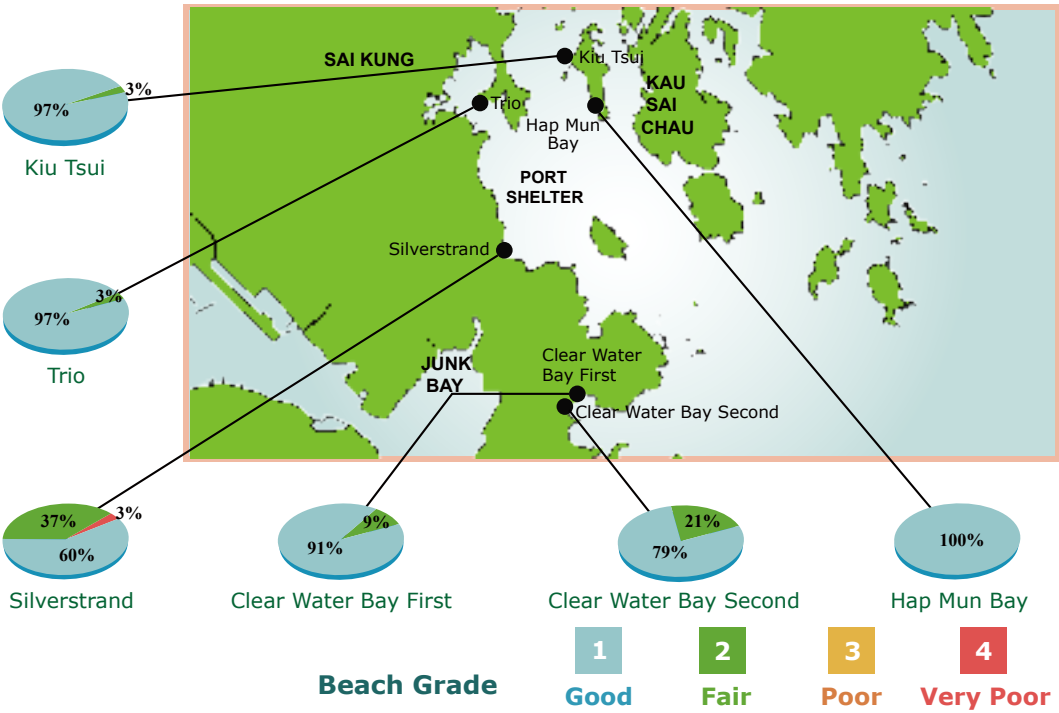 SAI KUNG
Kiu Tsui
KAU
SAI
CHAU
Trio
Hap Mun
Bay
PORT
SHELTER
Silverstrand
JUNK
BAY
Clear Water
Bay First
Clear Water Bay Second
97%
3%
Kiu Tsui
97%
3%
Trio
37%
3%
60%
Silverstrand
9%
91%
Clear Water Bay First
21%
79%
Clear Water Bay Second
100%
Hap Mun Bay
Beach Grade
1
Good
2
Fair
3
Poor
4
Very Poor